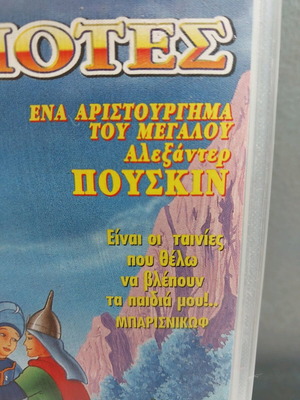 ΙΟΤΕΣ
ΕΝΑ ΑΡΙΣΤΟΥΡΓΗΜΑ
ΤΟΥ ΜΕΓΑΛΟΥ
Αλεξάντερ
ΠΟΥΣΚΙΝ
Είναι οι ταινίες
που θέλω
να βλέπουν
τα παιδιά μου!..
ΜΠΑΡΙΣΝΙΚΩΦ